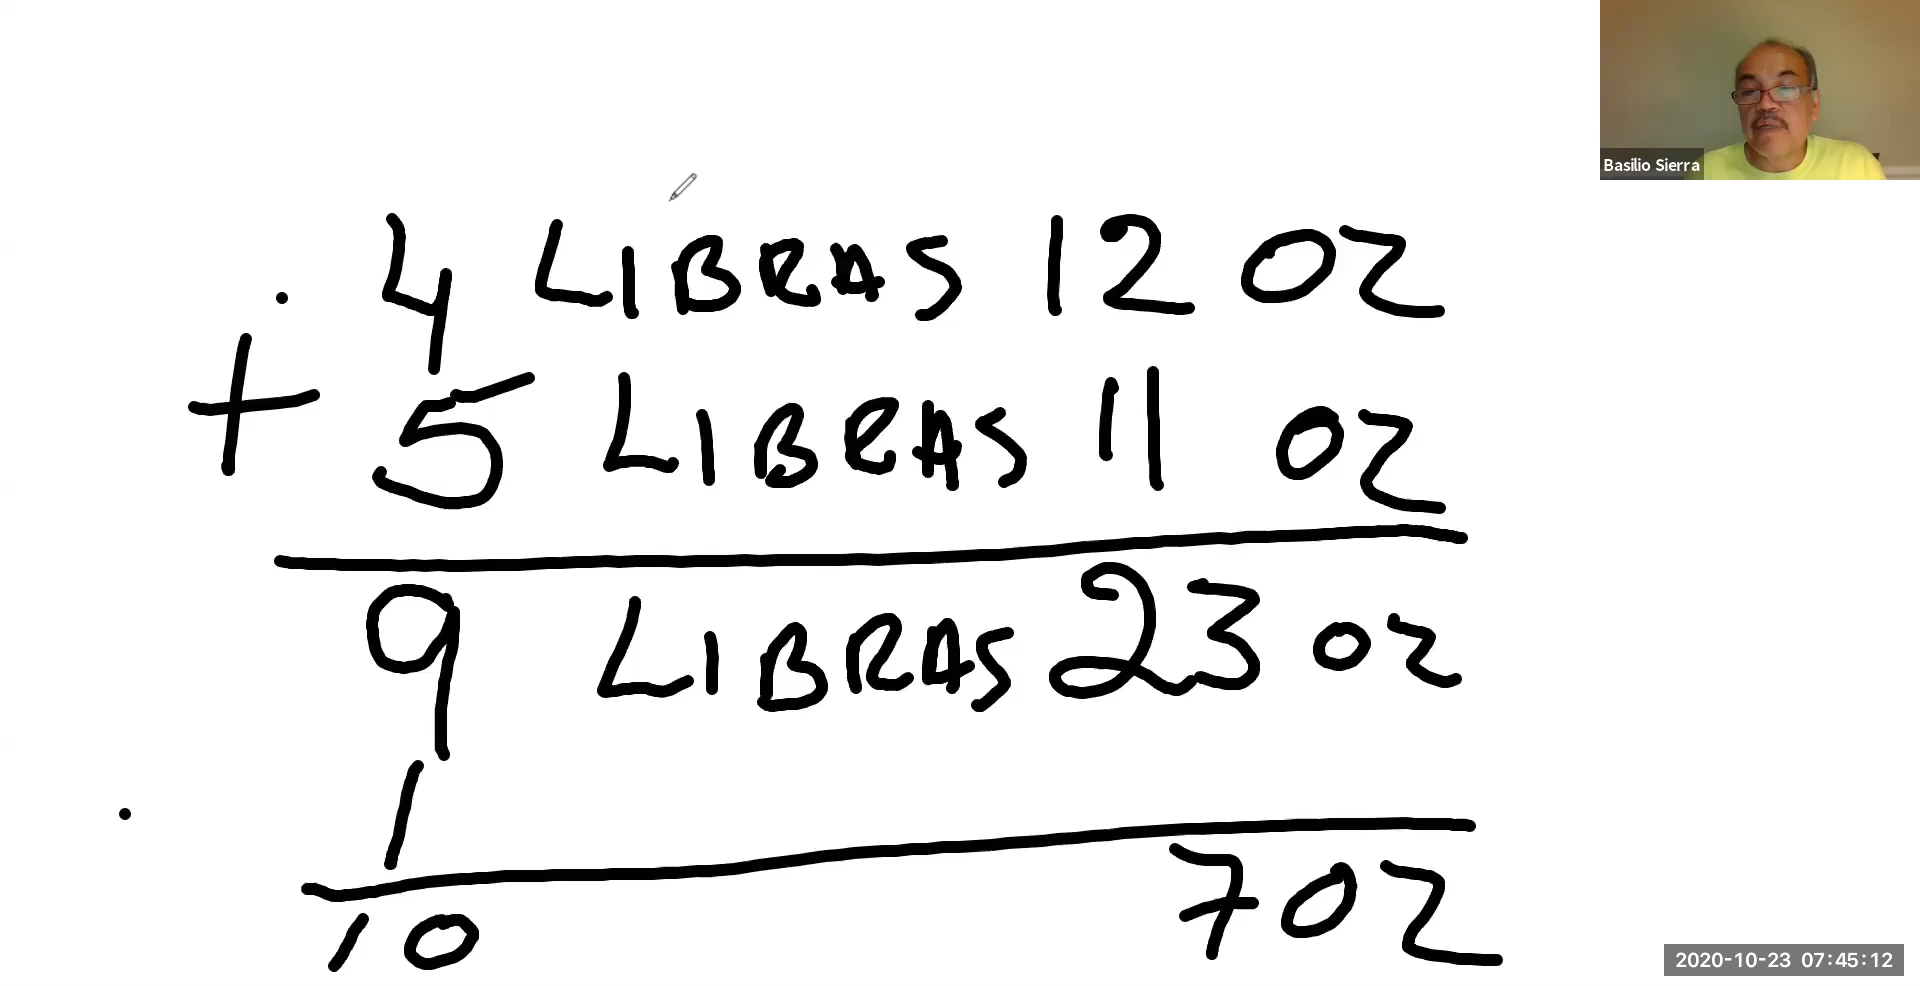 4 LIBRAS 12 OZ
+ 5 LIBRAS 11 OZ
9 LIBRAS 23 OZ
1
10 7 OZ
Basilio Sierra
2020-10-23 07:45:12